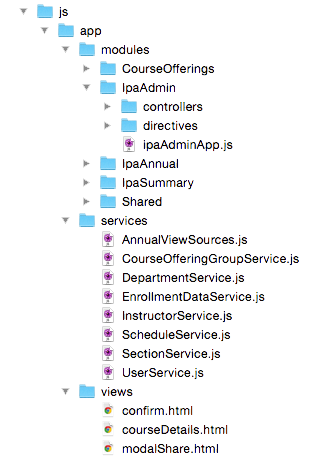 js
app
modules
CourseOfferings
IpaAdmin
controllers
directives
ipaAdminApp.js
IpaAnnual
IpaSummary
Shared
services
AnnualViewSources.js
CourseOfferingGroupService.js
DepartmentService.js
EnrollmentDataService.js
InstructorService.js
ScheduleService.js
SectionService.js
UserService.js
views
confirm.html
courseDetails.html
modalShare.html